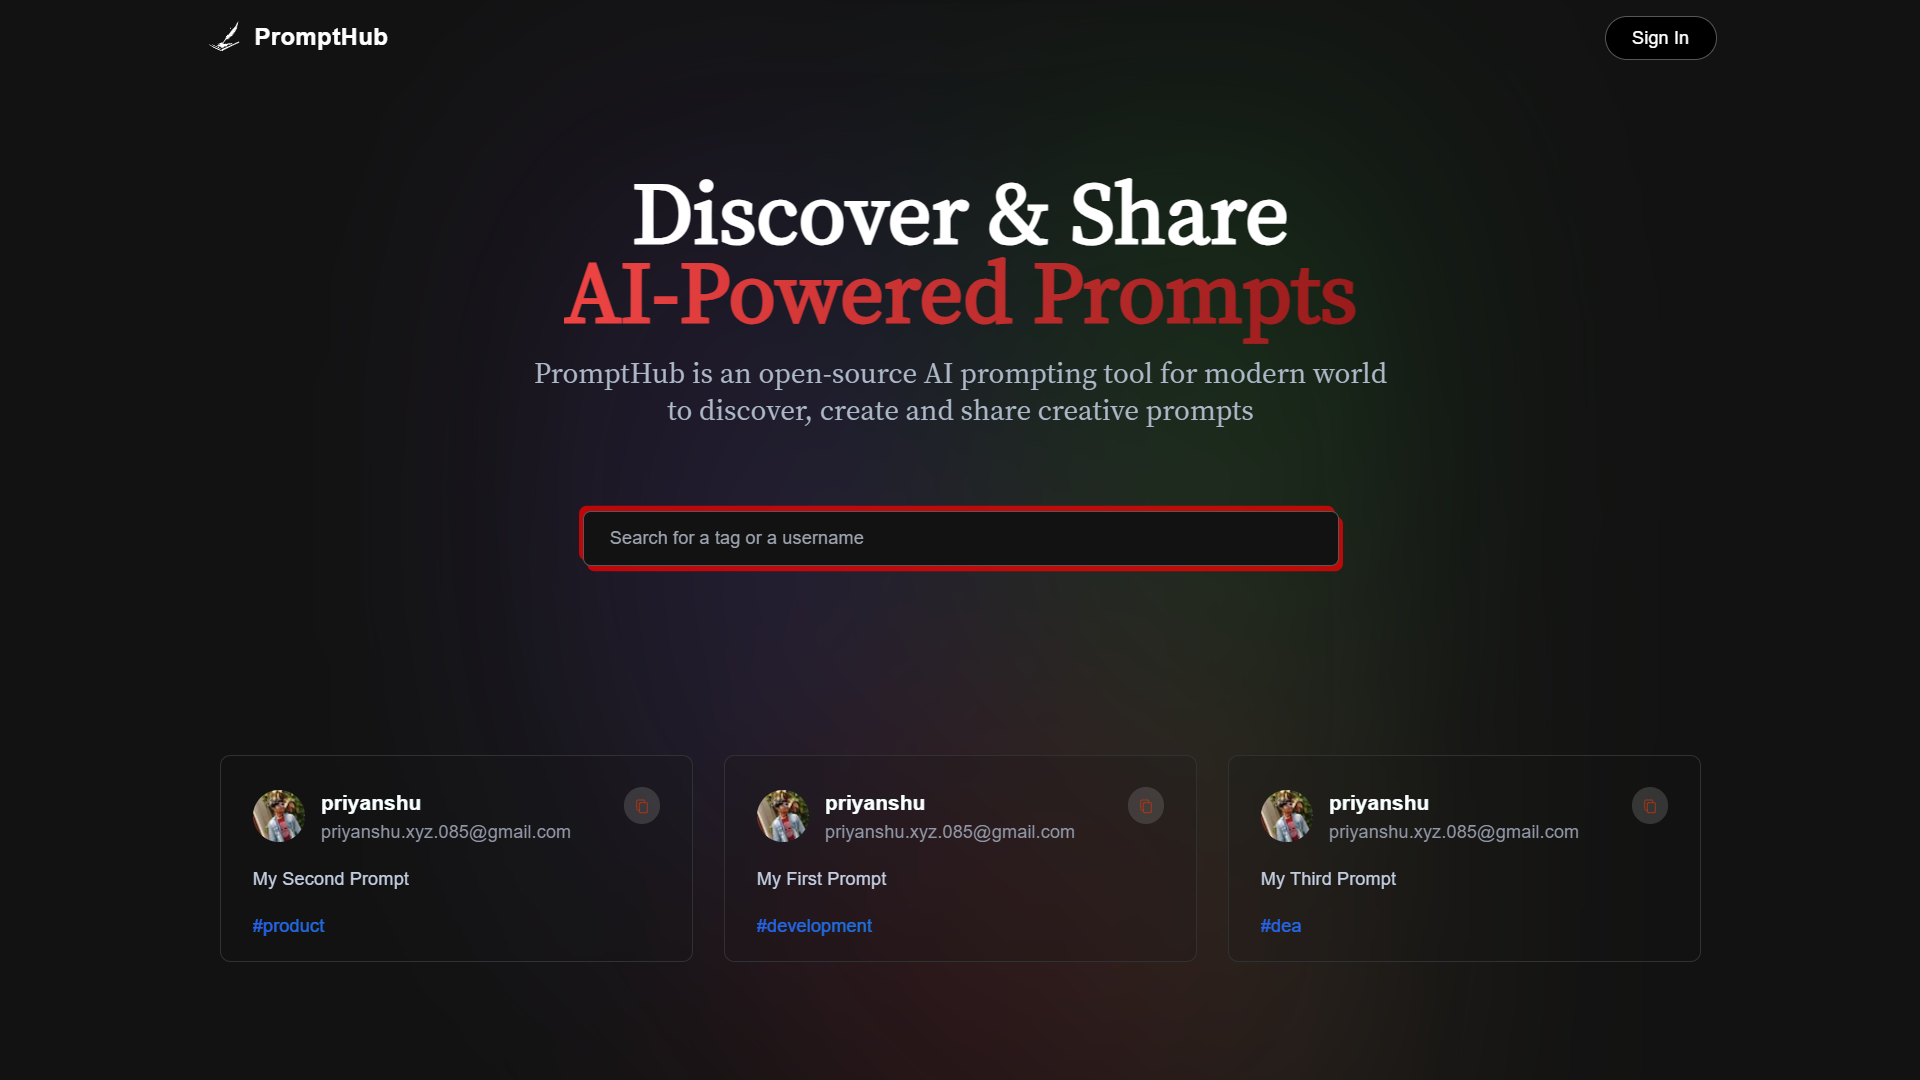 PromptHub
Sign In
Discover & Share
AI-Powered Prompts
PromptHub is an open-source AI prompting tool for modern world
to discover, create and share creative prompts
Search for a tag or a username
priyanshu
priyanshu.xyz.085@gmail.com
My Second Prompt
#product
priyanshu
priyanshu.xyz.085@gmail.com
My First Prompt
#development
priyanshu
priyanshu.xyz.085@gmail.com
My Third Prompt
#dea